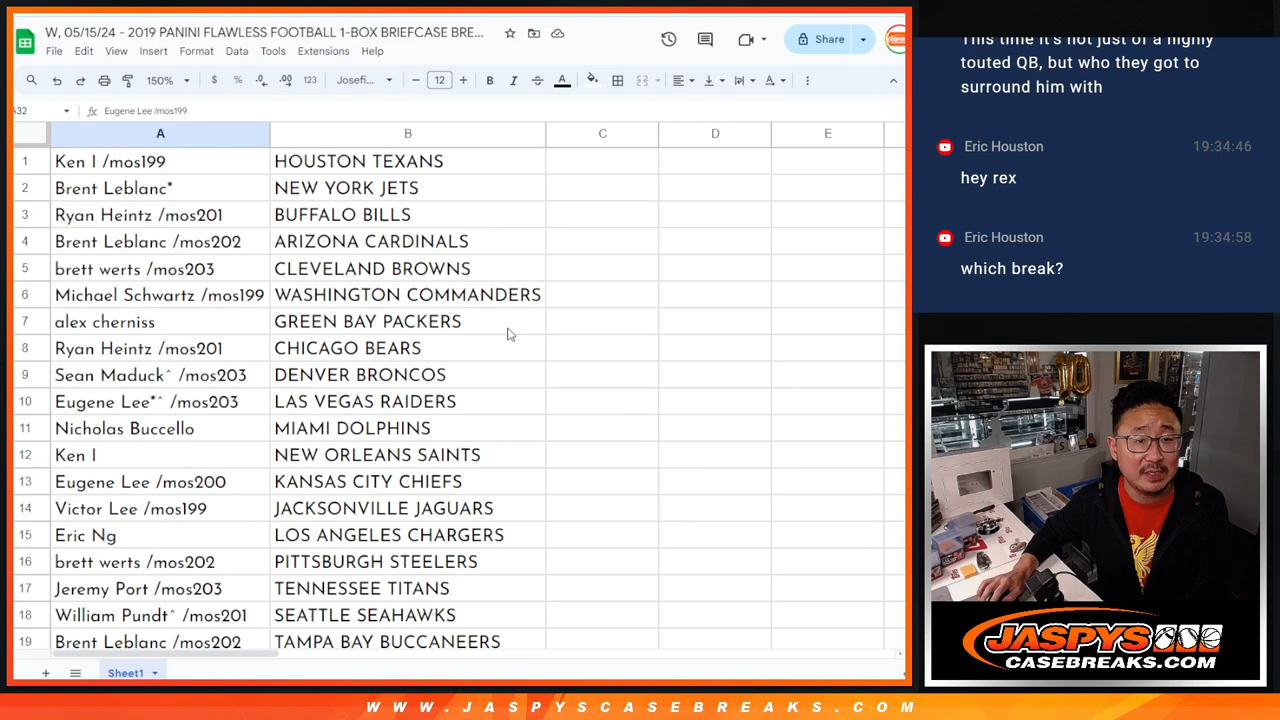 W, 05/15/24 - 2019 PANINI FLAWLESS FOOTBALL 1-BOX BRIEFCASE BRE...
File Edit View Insert Format Data Tools Extensions Help
Share
150% $ % .0 .00 123 Josefi... 12 B I A
A32 fx Eugene Lee /mos199
A B C D E
1 Ken I /mos199 HOUSTON TEXANS
2 Brent Leblanc* NEW YORK JETS
3 Ryan Heintz /mos201 BUFFALO BILLS
4 Brent Leblanc /mos202 ARIZONA CARDINALS
5 brett werts /mos203 CLEVELAND BROWNS
6 Michael Schwartz /mos199 WASHINGTON COMMANDERS
7 alex cherniss GREEN BAY PACKERS
8 Ryan Heintz /mos201 CHICAGO BEARS
9 Sean Maduck^ /mos203 DENVER BRONCOS
10 Eugene Lee*^ /mos203 LAS VEGAS RAIDERS
11 Nicholas Buccello MIAMI DOLPHINS
12 Ken I NEW ORLEANS SAINTS
13 Eugene Lee /mos200 KANSAS CITY CHIEFS
14 Victor Lee /mos199 JACKSONVILLE JAGUARS
15 Eric Ng LOS ANGELES CHARGERS
16 brett werts /mos202 PITTSBURGH STEELERS
17 Jeremy Port /mos203 TENNESSEE TITANS
18 William Pundt^ /mos201 SEATTLE SEAHAWKS
19 Brent Leblanc /mos202 TAMPA BAY BUCCANEERS
Sheet1
This time it's not just of a highly
touted QB, but who they got to
surround him with
Eric Houston 19:34:46
hey rex
Eric Houston 19:34:58
which break?
10
JASPYS
CASEBREAKS.COM
WWW.JASPYSCASEBREAKS.COM